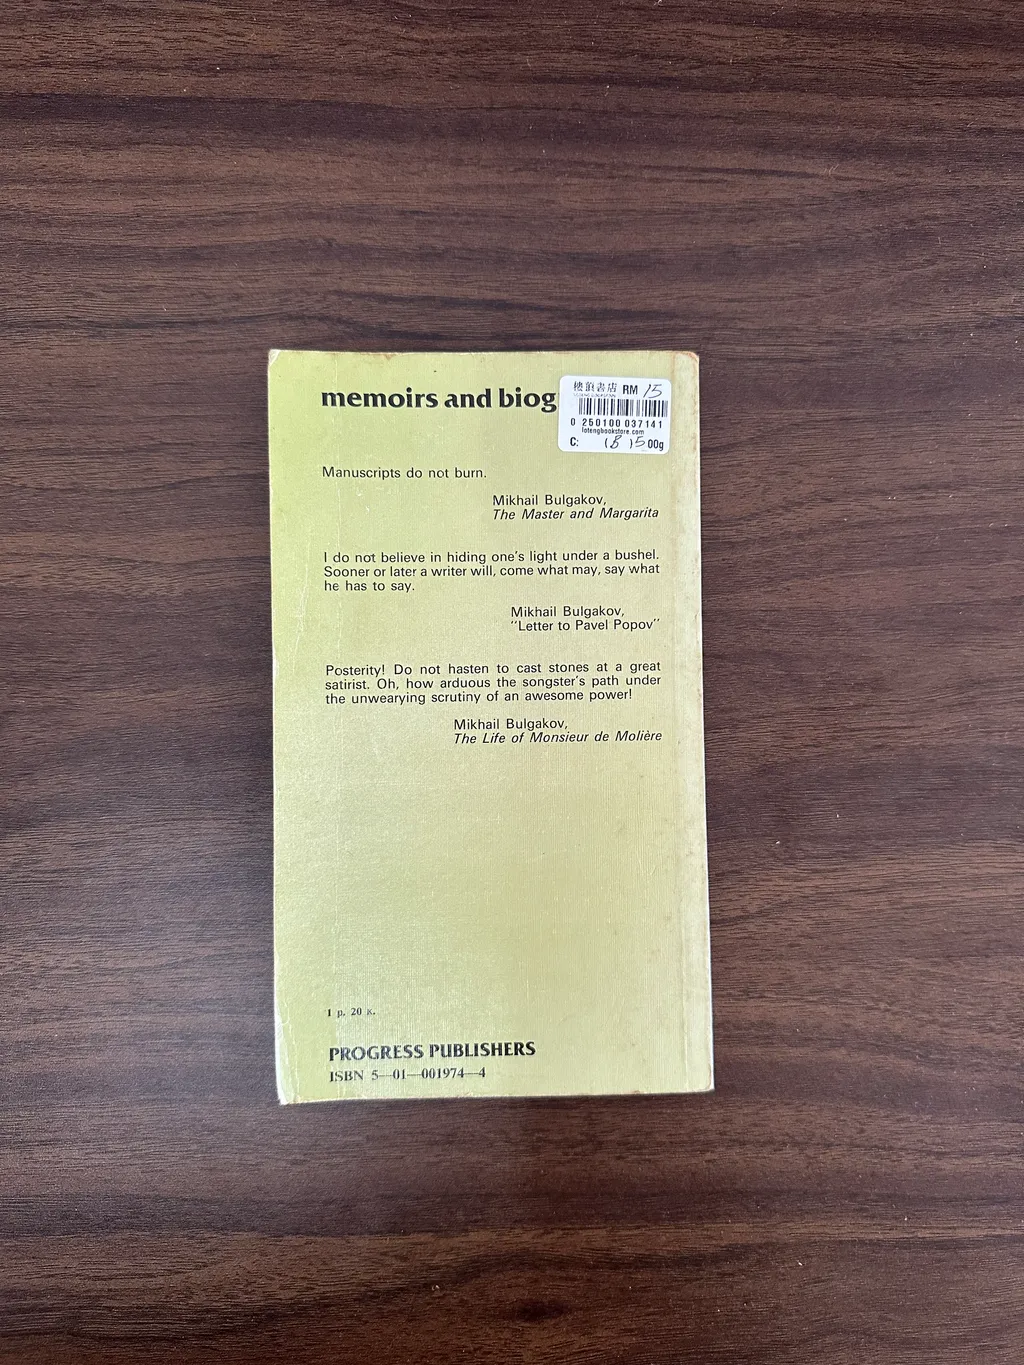 memoirs and biog
樓頂書店 RM 15
0 250100 037141
lotengbookstore.com
C: 15 00g
Manuscripts do not burn.
Mikhail Bulgakov,
The Master and Margarita
I do not believe in hiding one's light under a bushel.
Sooner or later a writer will, come what may, say what
he has to say.
Mikhail Bulgakov,
"Letter to Pavel Popov"
Posterity! Do not hasten to cast stones at a great
satirist. Oh, how arduous the songster's path under
the unwearying scrutiny of an awesome power!
Mikhail Bulgakov,
The Life of Monsieur de Molière
1 р. 20 к.
PROGRESS PUBLISHERS
ISBN 5—01—001974—4